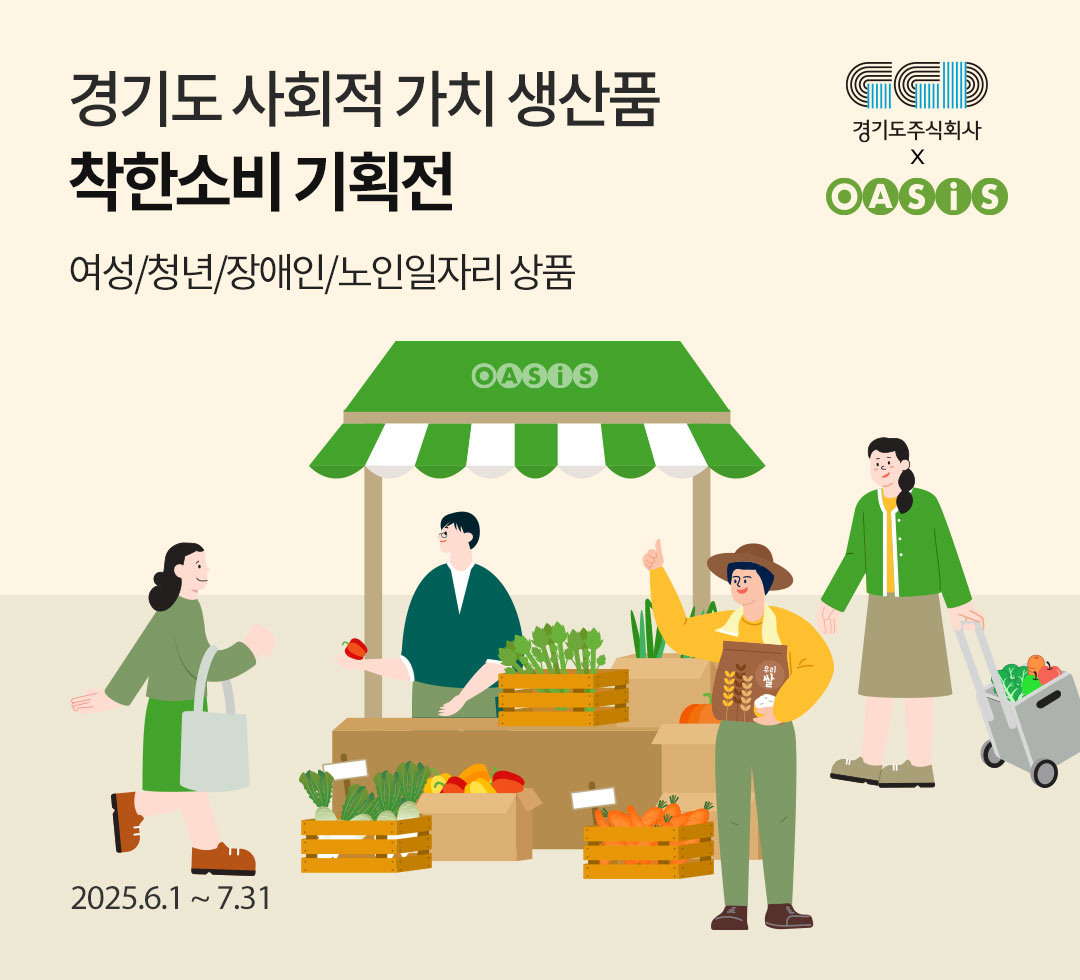 경기도 사회적 가치 생산품
착한소비 기획전
여성/청년/장애인/노인일자리 상품
경기도주식회사
X
OASiS
OASiS
우리
쌀
2025.6.1 ~ 7.31